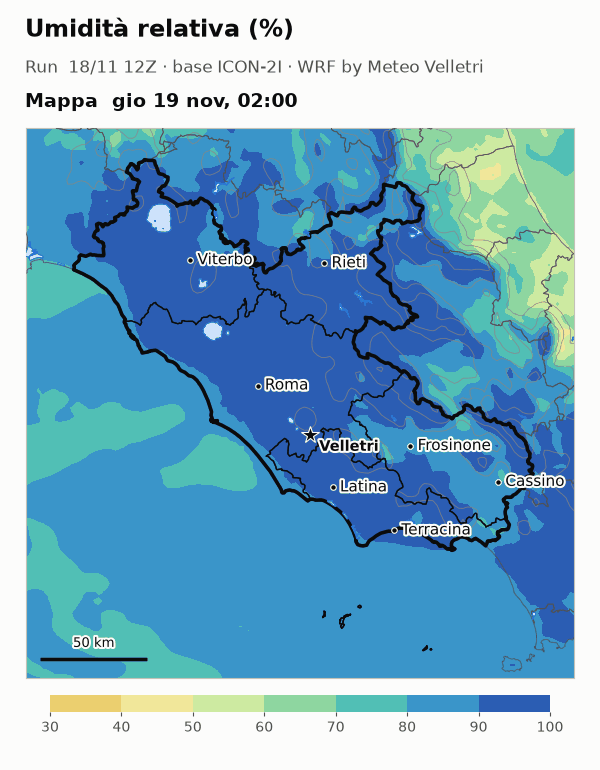 Umidità relativa (%)
Run  18/11 12Z · base ICON-2I · WRF by Meteo Velletri
Mappa  gio 19 nov, 02:00
Viterbo
Rieti
Roma
Velletri
Frosinone
Latina
Cassino
Terracina
50 km
30 40 50 60 70 80 90 100